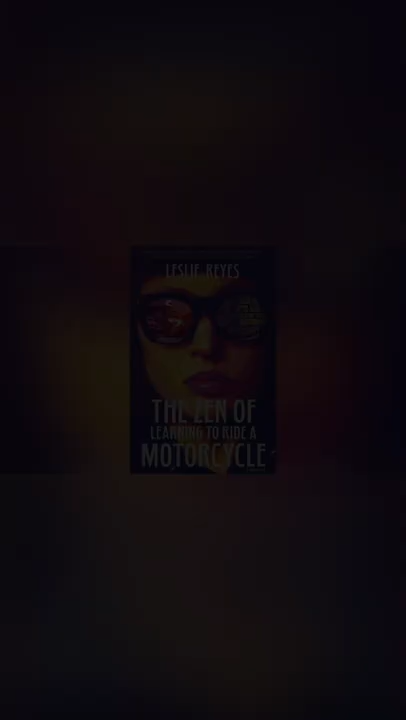 LESLIE REYES
THE ZEN OF
LEARNING TO RIDE A
MOTORCYCLE